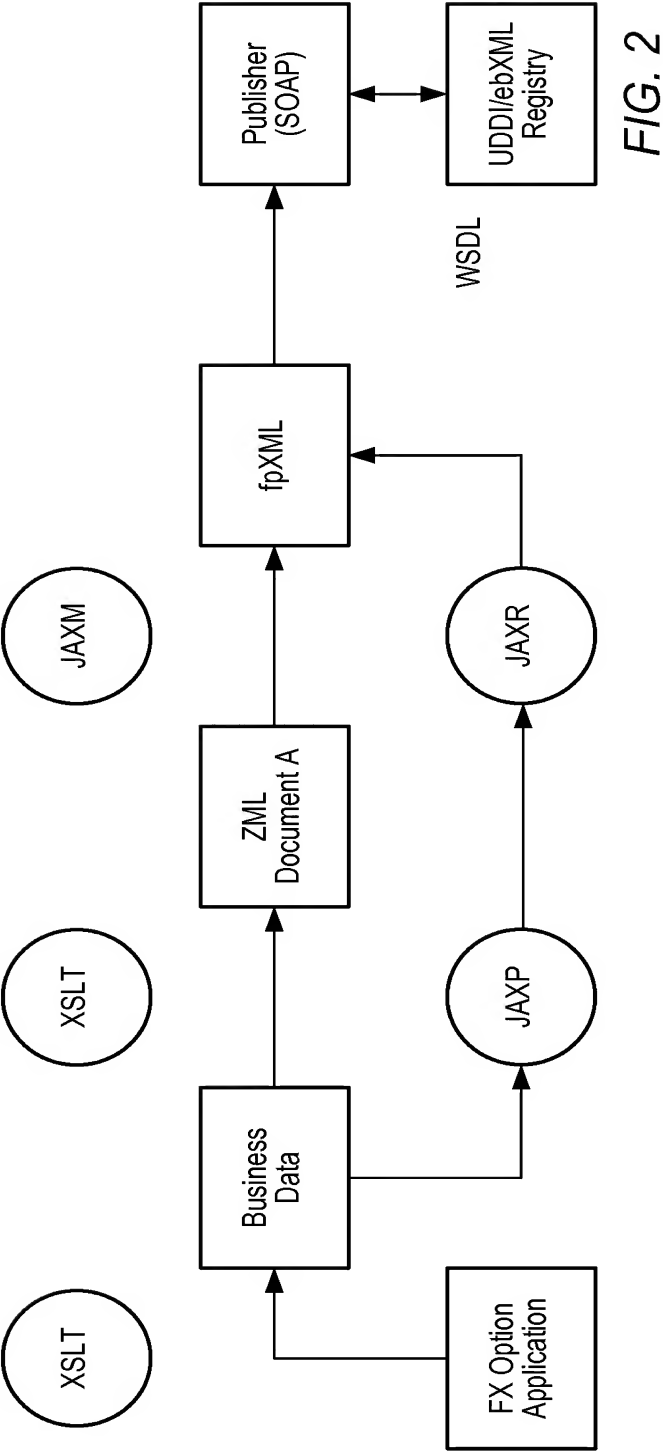 XSLT
XSLT
JAXM
Business
Data
ZML
Document A
fpXML
Publisher
(SOAP)
FX Option
Application
JAXP
JAXR
WSDL
UDDI/ebXML
Registry
FIG. 2